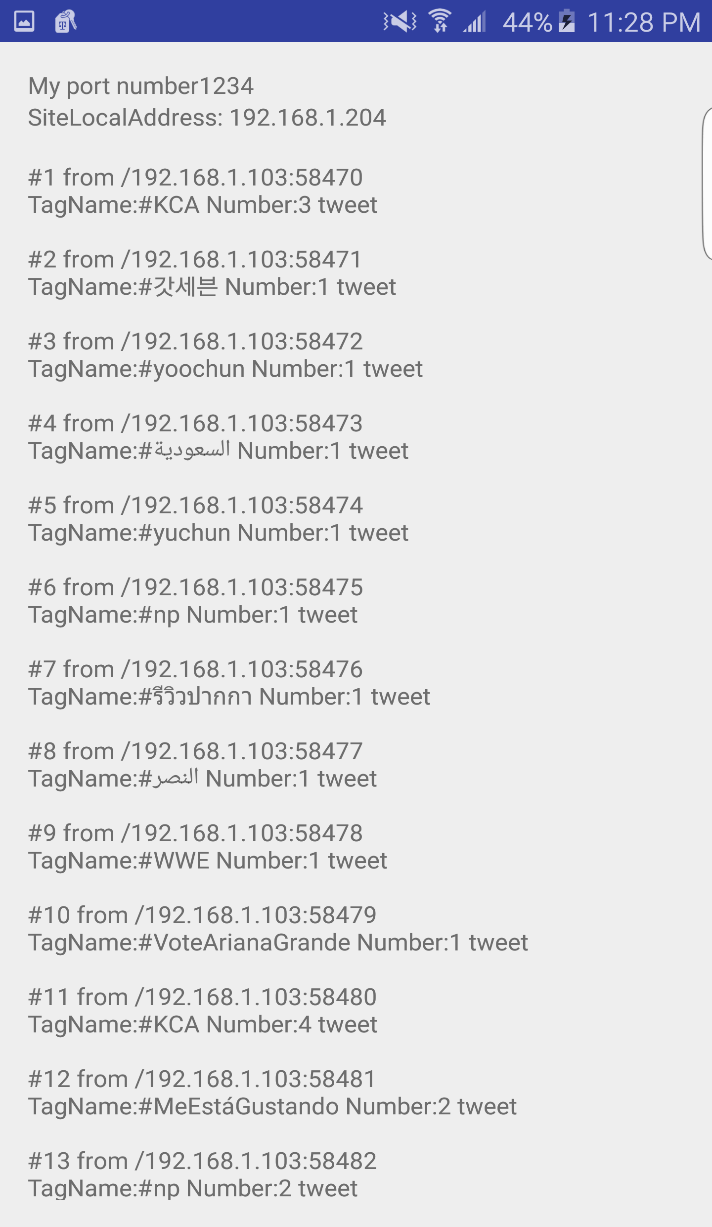 44% 11:28 PM
My port number1234
SiteLocalAddress: 192.168.1.204
#1 from /192.168.1.103:58470
TagName:#KCA Number:3 tweet
#2 from /192.168.1.103:58471
TagName:#갓세븐 Number:1 tweet
#3 from /192.168.1.103:58472
TagName:#yoochun Number:1 tweet
#4 from /192.168.1.103:58473
TagName:#السعودية Number:1 tweet
#5 from /192.168.1.103:58474
TagName:#yuchun Number:1 tweet
#6 from /192.168.1.103:58475
TagName:#np Number:1 tweet
#7 from /192.168.1.103:58476
TagName:#รีวิวปากกา Number:1 tweet
#8 from /192.168.1.103:58477
TagName:#النصر Number:1 tweet
#9 from /192.168.1.103:58478
TagName:#WWE Number:1 tweet
#10 from /192.168.1.103:58479
TagName:#VoteArianaGrande Number:1 tweet
#11 from /192.168.1.103:58480
TagName:#KCA Number:4 tweet
#12 from /192.168.1.103:58481
TagName:#MeEstáGustando Number:2 tweet
#13 from /192.168.1.103:58482
TagName:#np Number:2 tweet